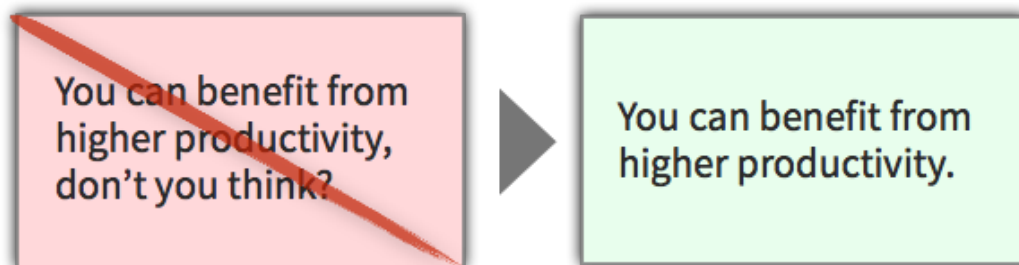 You can benefit from
higher productivity,
don’t you think?
You can benefit from
higher productivity.